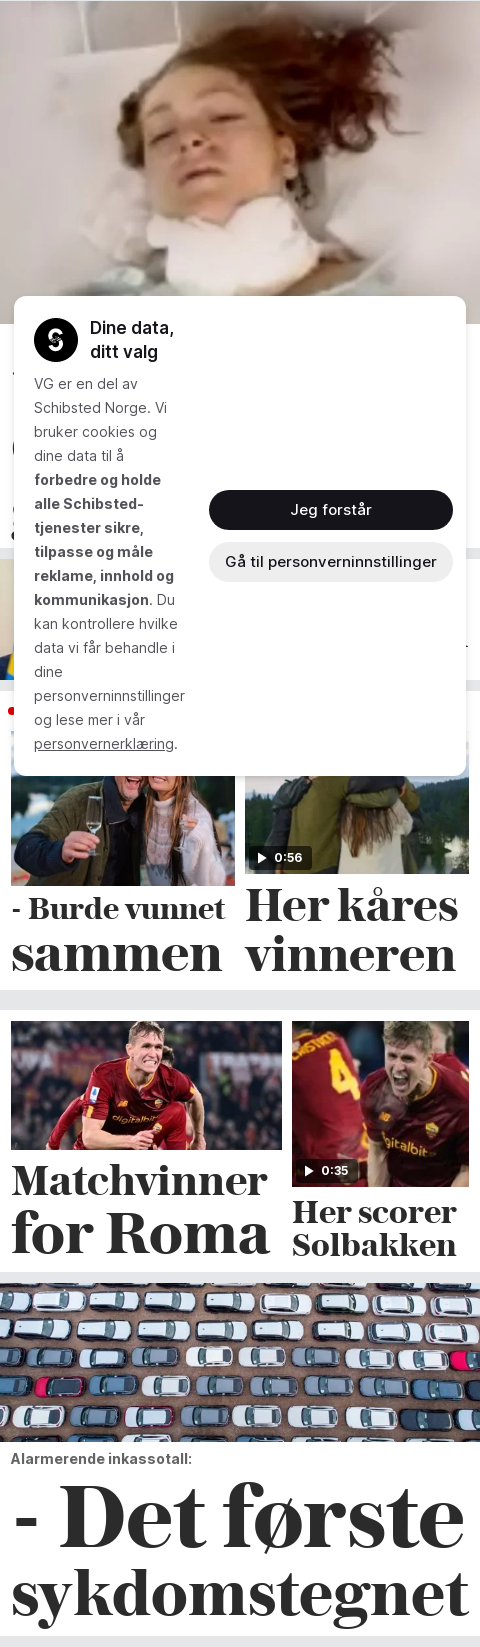 Dine data,
ditt valg
VG er en del av
Schibsted Norge. Vi
bruker cookies og
dine data til å
forbedre og holde
alle Schibsted-
tjenester sikre,
tilpasse og måle
reklame, innhold og
kommunikasjon. Du
kan kontrollere hvilke
data vi får behandle i
dine
personverninnstillinger
og lese mer i vår
personvernerklæring.
Jeg forstår
Gå til personverninnstillinger
0:56
- Burde vunnet
sammen
Her kåres
vinneren
digitalbit
4
digitalbit
0:35
Matchvinner
for Roma
Her scorer
Solbakken
Alarmerende inkassotall:
- Det første
sykdomstegnet